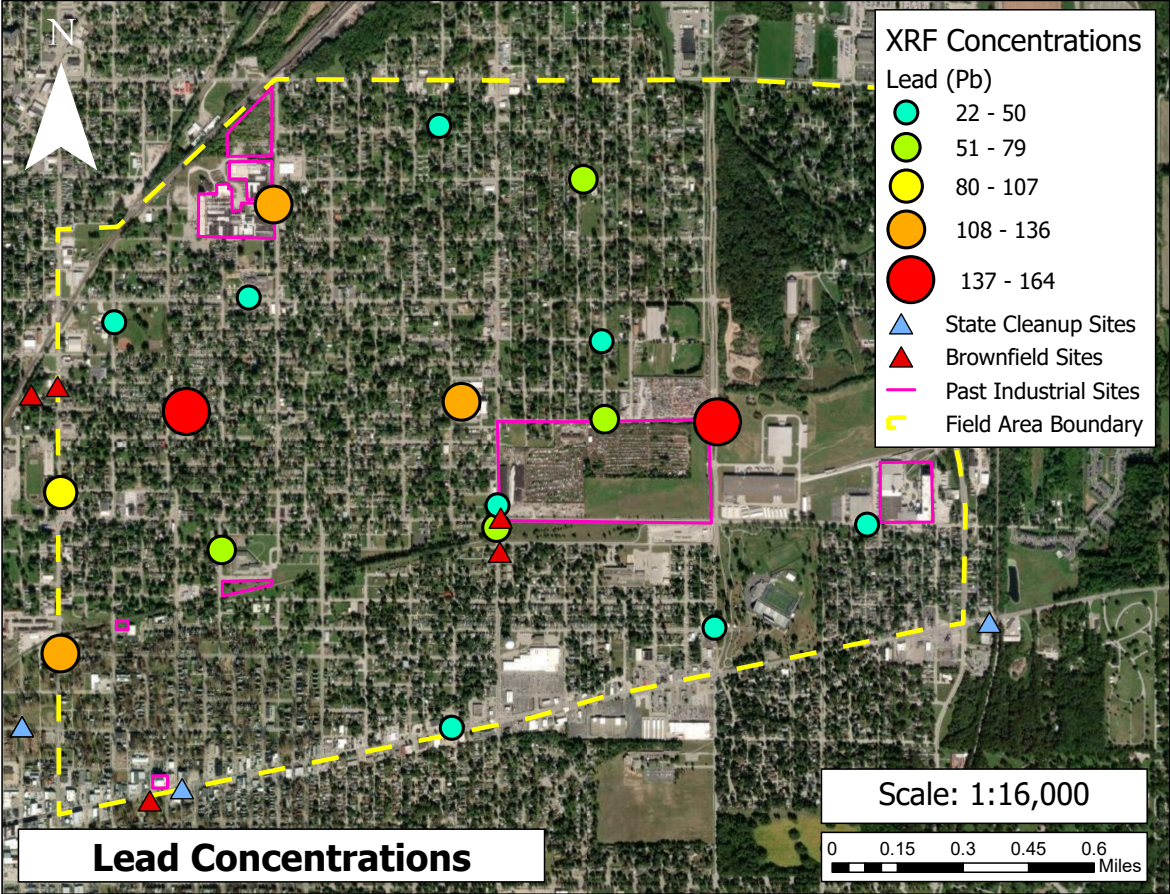 N
XRF Concentrations
Lead (Pb)
22 - 50
51 - 79
80 - 107
108 - 136
137 - 164
State Cleanup Sites
Brownfield Sites
Past Industrial Sites
Field Area Boundary
Scale: 1:16,000
0 0.15 0.3 0.45 0.6
Miles
Lead Concentrations